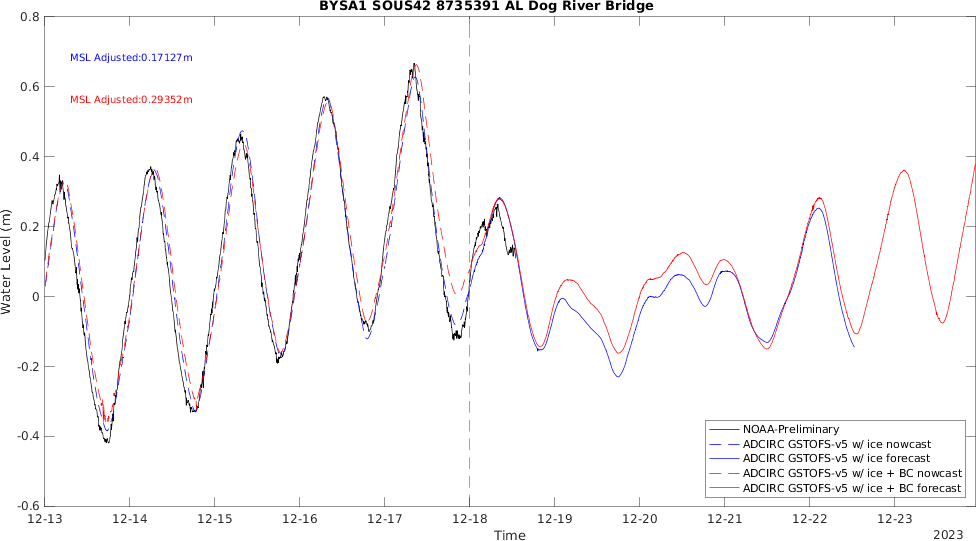 BYSA1 SOUS42 8735391 AL Dog River Bridge
0.8
MSL Adjusted:0.17127m
0.6
MSL Adjusted:0.29352m
0.4
0.2
Water Level (m)
0
-0.2
-0.4
NOAA-Preliminary
ADCIRC GSTOFS-v5 w/ ice nowcast
ADCIRC GSTOFS-v5 w/ ice forecast
ADCIRC GSTOFS-v5 w/ ice + BC nowcast
ADCIRC GSTOFS-v5 w/ ice + BC forecast
-0.6
12-13 12-14 12-15 12-16 12-17 12-18 12-19 12-20 12-21 12-22 12-23
Time
2023